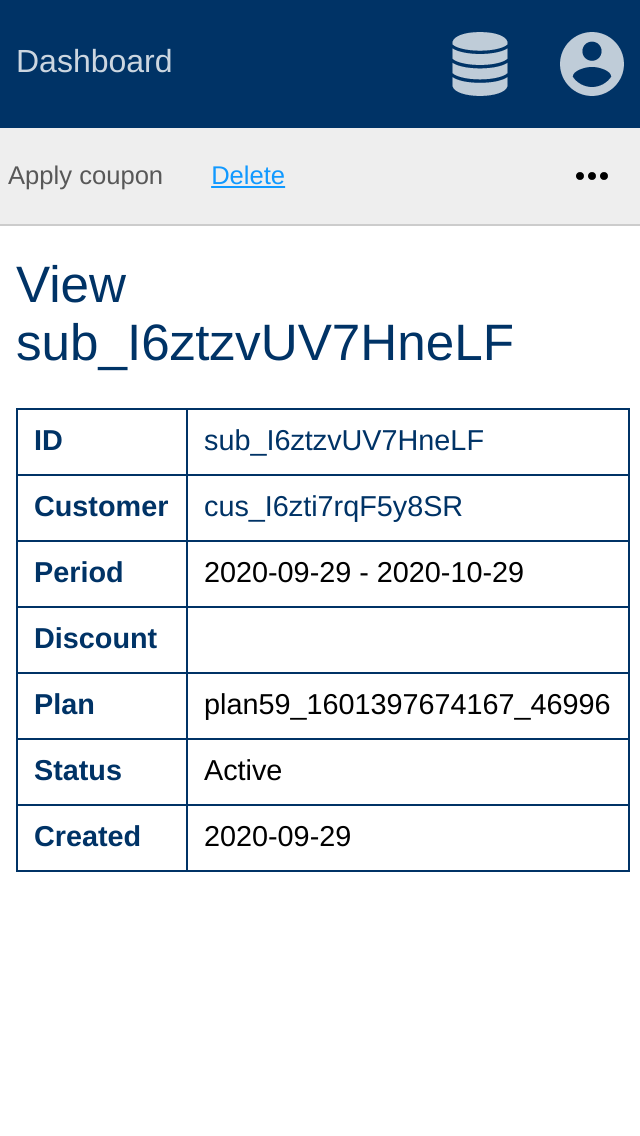 Dashboard
Apply coupon Delete •••
View
sub_I6ztzvUV7HneLF
ID sub_I6ztzvUV7HneLF
Customer cus_I6zti7rqF5y8SR
Period 2020-09-29 - 2020-10-29
Discount
Plan plan59_1601397674167_46996
Status Active
Created 2020-09-29